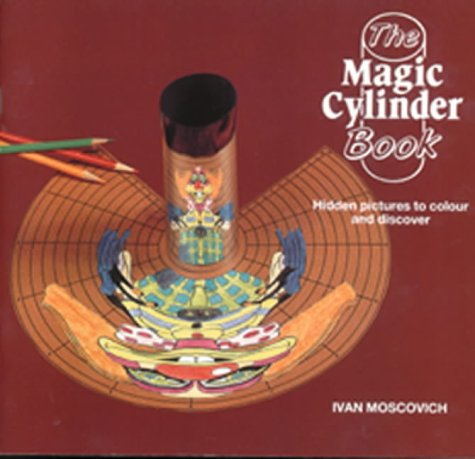 The
Magic
Cylinder
Book
Hidden pictures to colour
and discover
IVAN MOSCOVICH